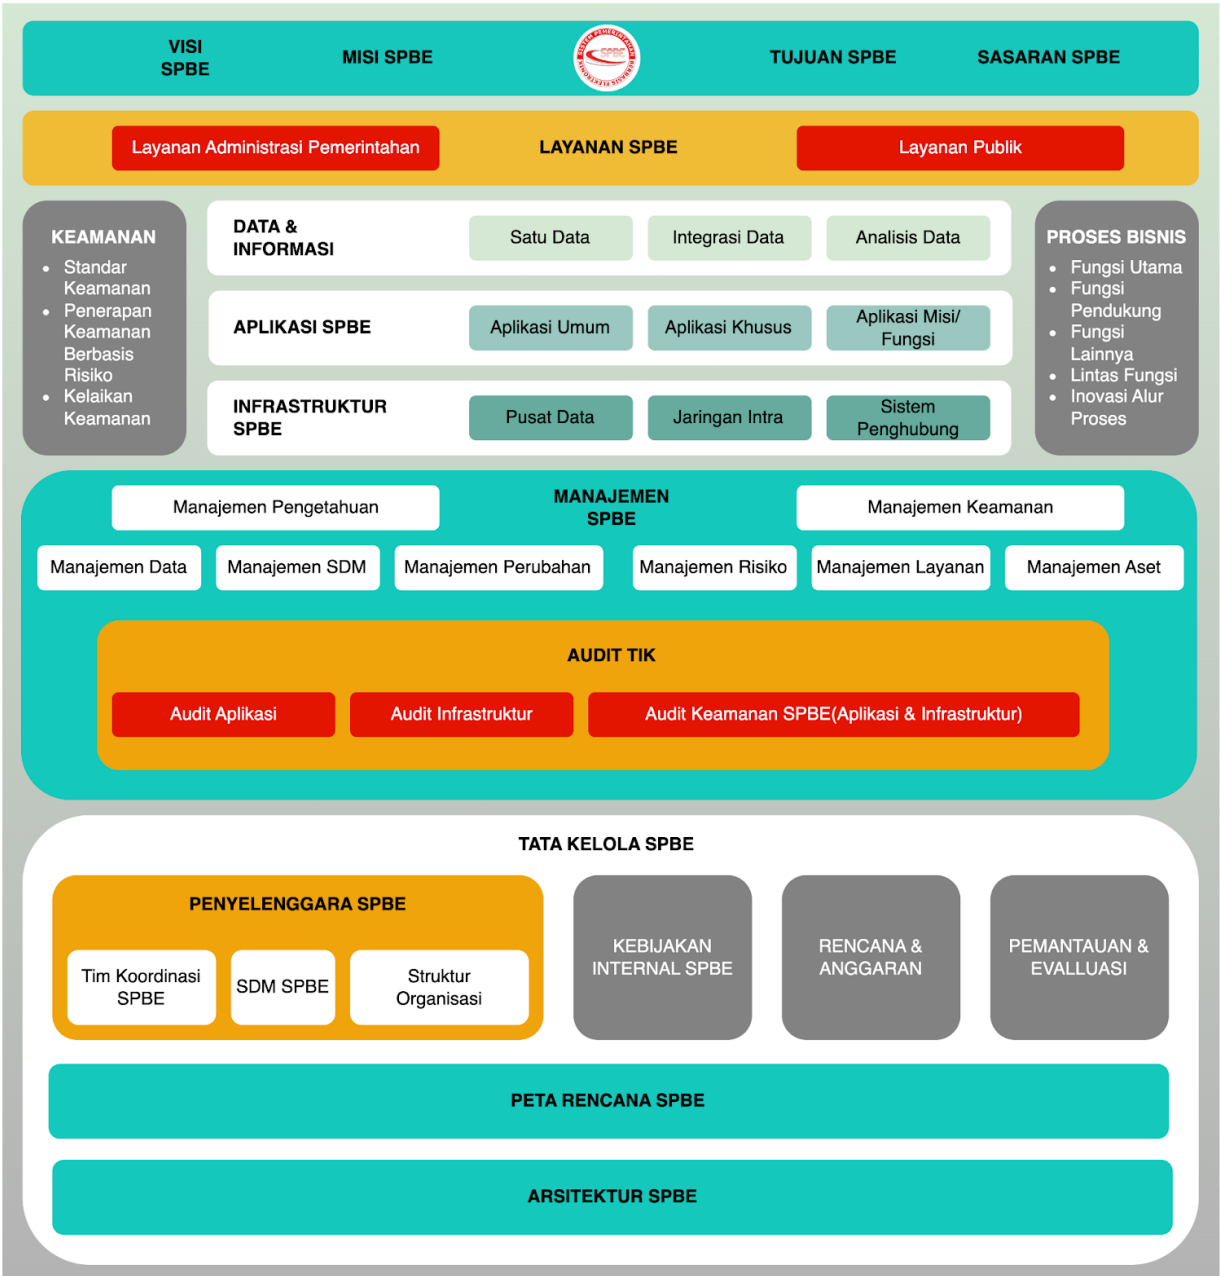 VISI
SPBE
MISI SPBE
SISTEM PEMERINTAHAN
SPBE
BERBASIS ELEKTRONIK
TUJUAN SPBE
SASARAN SPBE
Layanan Administrasi Pemerintahan
LAYANAN SPBE
Layanan Publik
KEAMANAN
• Standar
Keamanan
• Penerapan
Keamanan
Berbasis
Risiko
• Kelaikan
Keamanan
DATA &
INFORMASI
Satu Data
Integrasi Data
Analisis Data
APLIKASI SPBE
Aplikasi Umum
Aplikasi Khusus
Aplikasi Misi/
Fungsi
INFRASTRUKTUR
SPBE
Pusat Data
Jaringan Intra
Sistem
Penghubung
PROSES BISNIS
• Fungsi Utama
• Fungsi
Pendukung
• Fungsi
Lainnya
• Lintas Fungsi
• Inovasi Alur
Proses
Manajemen Pengetahuan
MANAJEMEN
SPBE
Manajemen Keamanan
Manajemen Data
Manajemen SDM
Manajemen Perubahan
Manajemen Risiko
Manajemen Layanan
Manajemen Aset
AUDIT TIK
Audit Aplikasi
Audit Infrastruktur
Audit Keamanan SPBE(Aplikasi & Infrastruktur)
TATA KELOLA SPBE
PENYELENGGARA SPBE
Tim Koordinasi
SPBE
SDM SPBE
Struktur
Organisasi
KEBIJAKAN
INTERNAL SPBE
RENCANA &
ANGGARAN
PEMANTAUAN &
EVALLUASI
PETA RENCANA SPBE
ARSITEKTUR SPBE